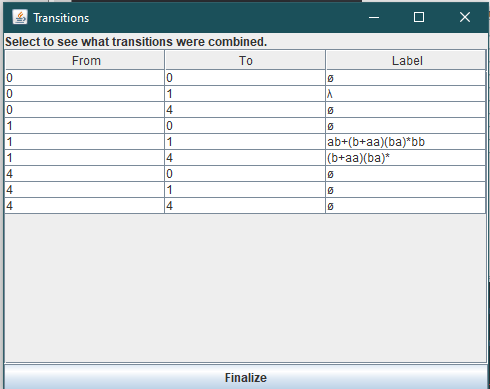 Transitions
Select to see what transitions were combined.
From To Label
0 0 ø
0 1 λ
0 4 ø
1 0 ø
1 1 ab+(b+aa)(ba)*bb
1 4 (b+aa)(ba)*
4 0 ø
4 1 ø
4 4 ø
Finalize